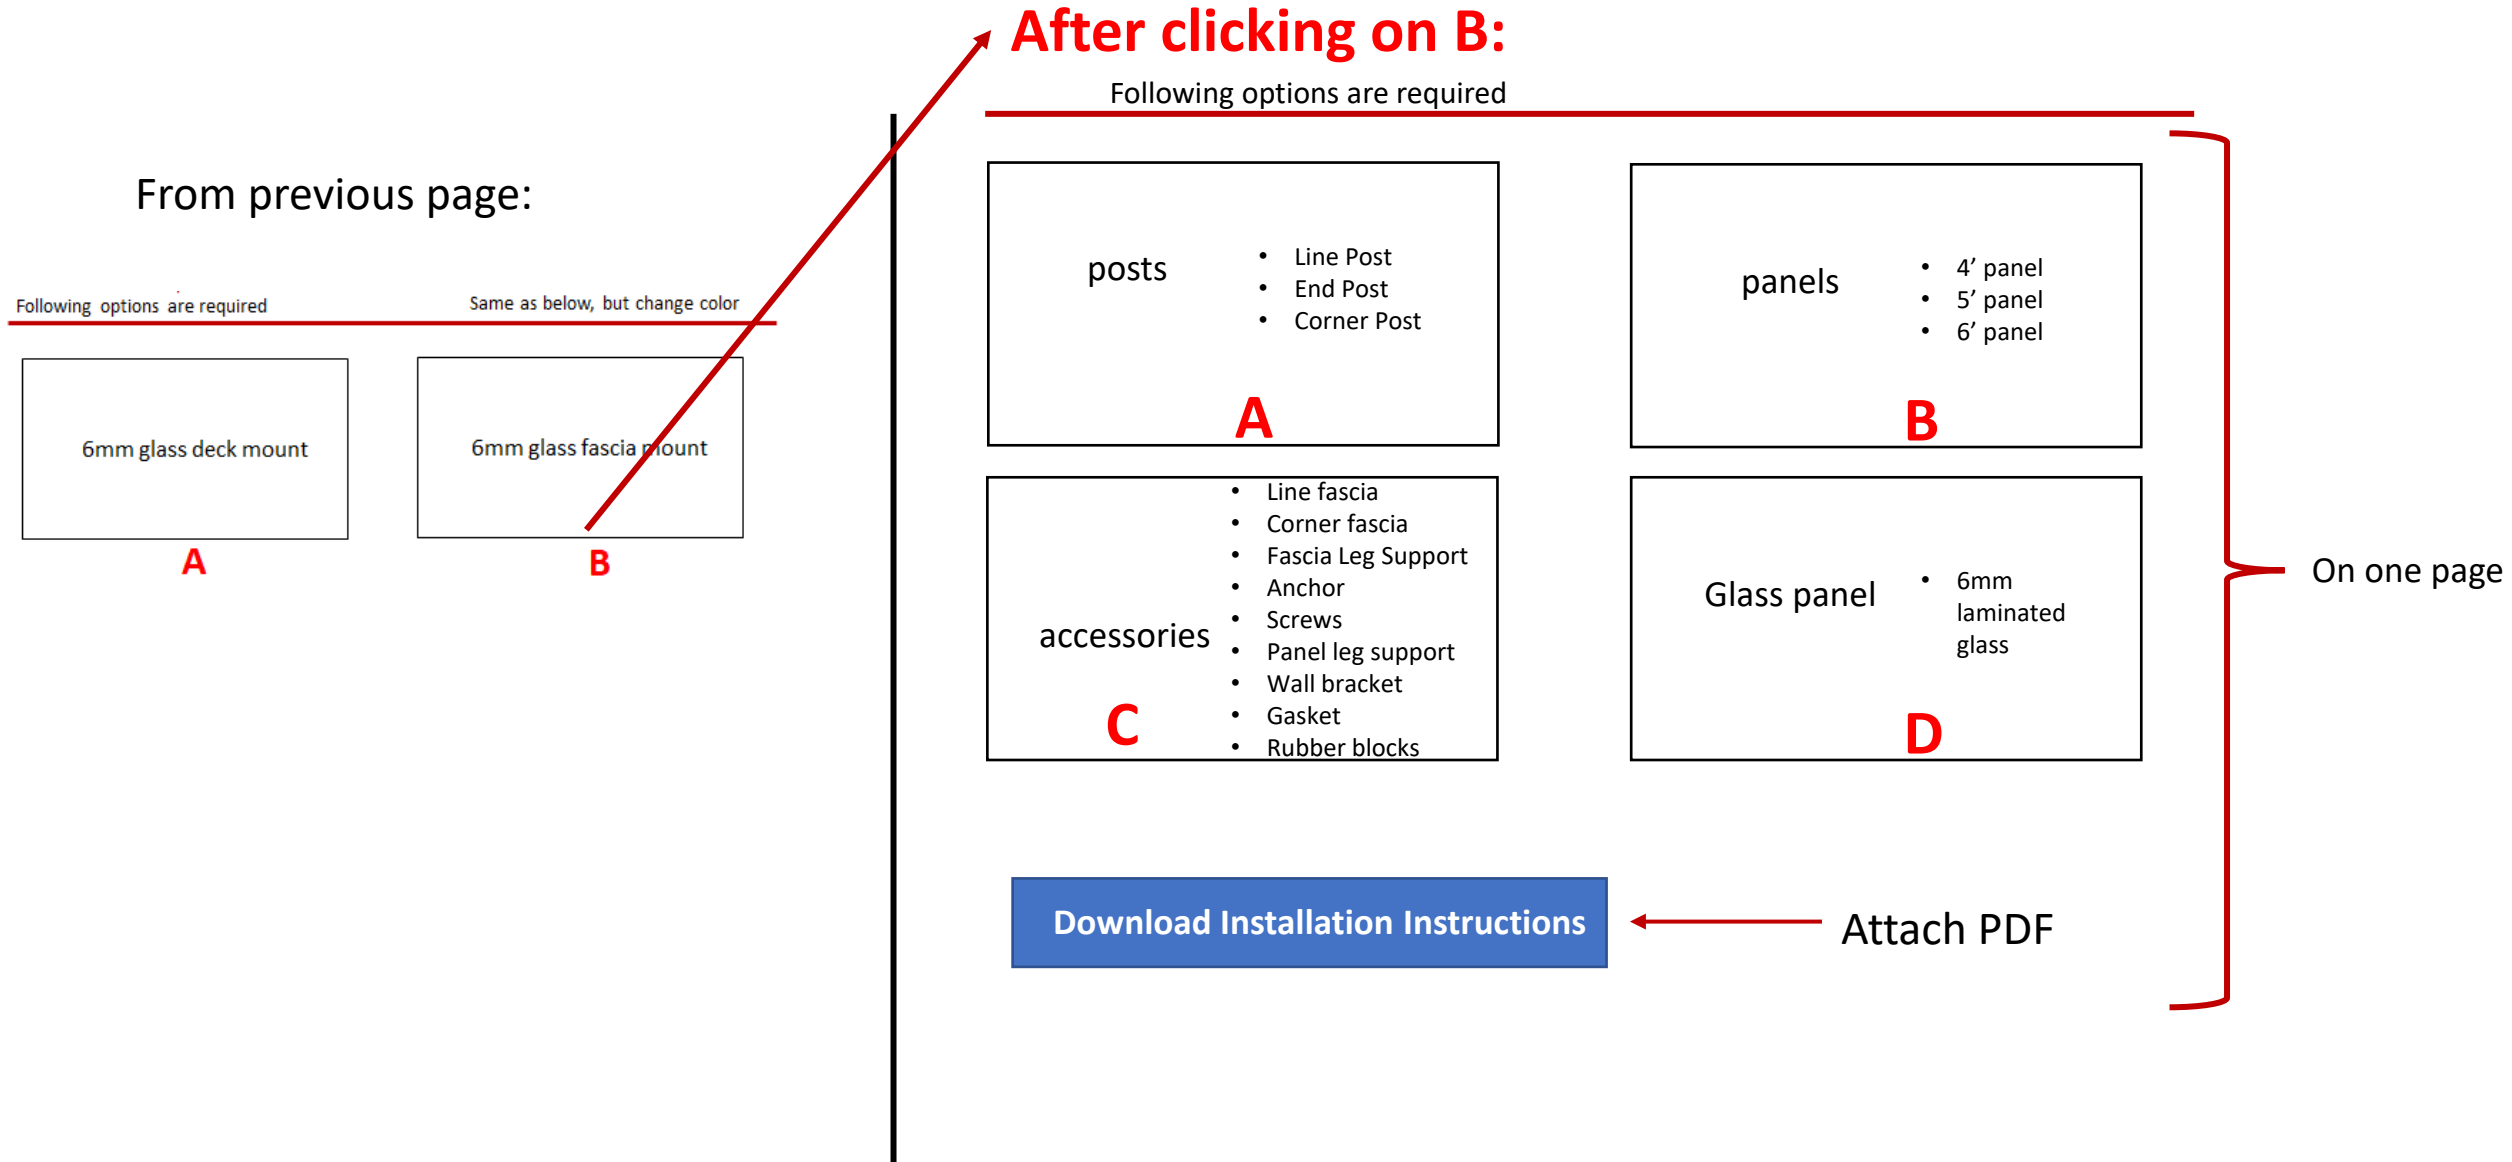 After clicking on B:
Following options are required
From previous page:
Following options are required
Same as below, but change color
6mm glass deck mount
A
6mm glass fascia mount
B
posts
• Line Post
• End Post
• Corner Post
A
panels
• 4’ panel
• 5’ panel
• 6’ panel
B
accessories
• Line fascia
• Corner fascia
• Fascia Leg Support
• Anchor
• Screws
• Panel leg support
• Wall bracket
• Gasket
• Rubber blocks
C
Glass panel
• 6mm
laminated
glass
D
On one page
Download Installation Instructions
Attach PDF